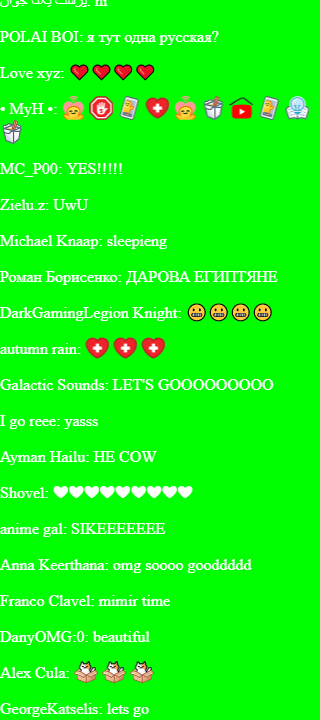 POLAI BOI: я тут одна русская?
Love xyz: ❤❤❤❤
• MyH •:
MC_P00: YES!!!!!
Zielu.z: UwU
Michael Knaap: sleepieng
Роман Борисенко: ДАРОВА ЕГИПТЯНЕ
DarkGamingLegion Knight: 😬😬😬😬
autumn rain:
Galactic Sounds: LET'S GOOOOOOOOO
I go reee: yasss
Ayman Hailu: HE COW
Shovel: 🤍🤍🤍🤍🤍🤍🤍🤍🤍
anime gal: SIKEEEEEEE
Anna Keerthana: omg soooo gooddddd
Franco Clavel: mimir time
DanyOMG:0: beautiful
Alex Cula:
GeorgeKatselis: lets go